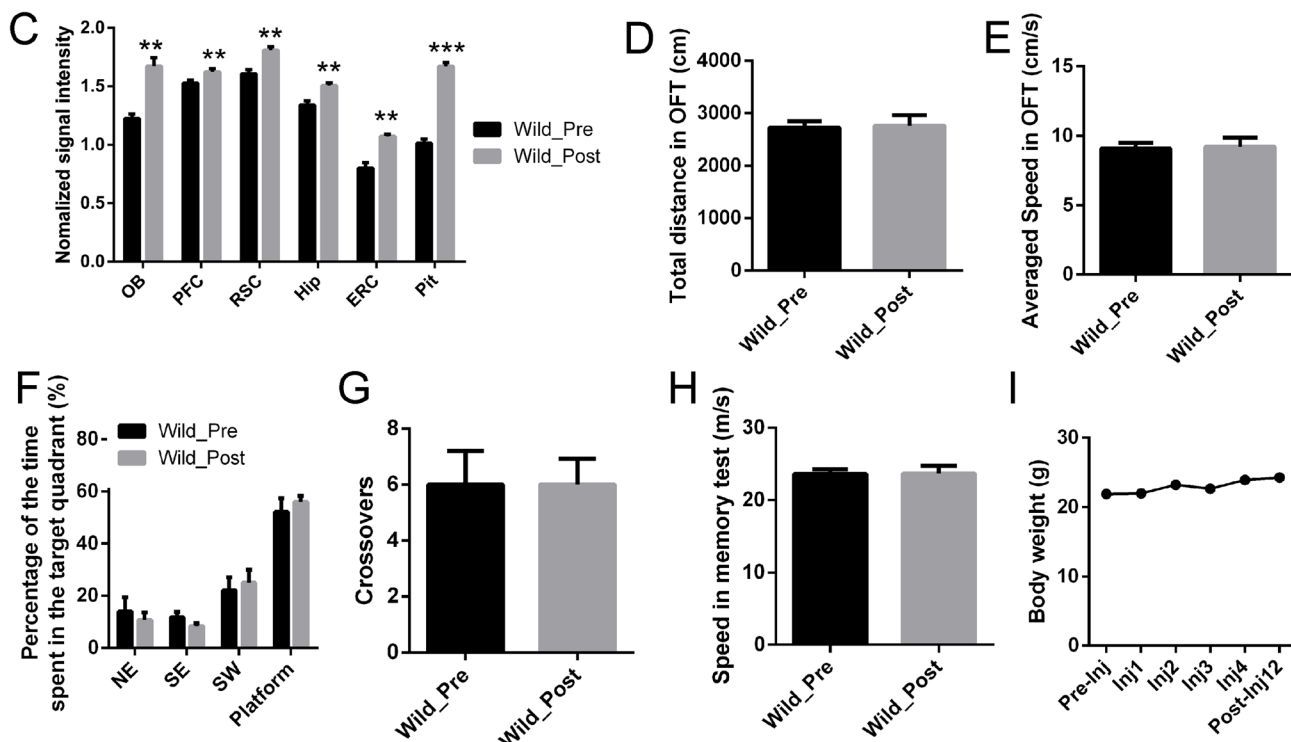 C
Nomalized signal intensity
2.0
1.5
1.0
0.5
0.0
**
**
**
**
**
***
OB
PFC
RSC
Hip
ERC
Pit
Wild_Pre
Wild_Post
D
Total distance in OFT (cm)
4000
3000
2000
1000
0
Wild_Pre
Wild_Post
E
Averaged Speed in OFT (cm/s)
15
10
5
0
Wild_Pre
Wild_Post
F
Percentage of the time
spent in the target quadrant (%)
80
60
40
20
0
Wild_Pre
Wild_Post
NE
SE
SW
Platform
G
Crossovers
8
6
4
2
0
Wild_Pre
Wild_Post
H
Speed in memory test (m/s)
30
20
10
0
Wild_Pre
Wild_Post
I
Body weight (g)
30
20
10
0
Pre-Inj
Inj1
Inj2
Inj3
Inj4
Post-Inj12